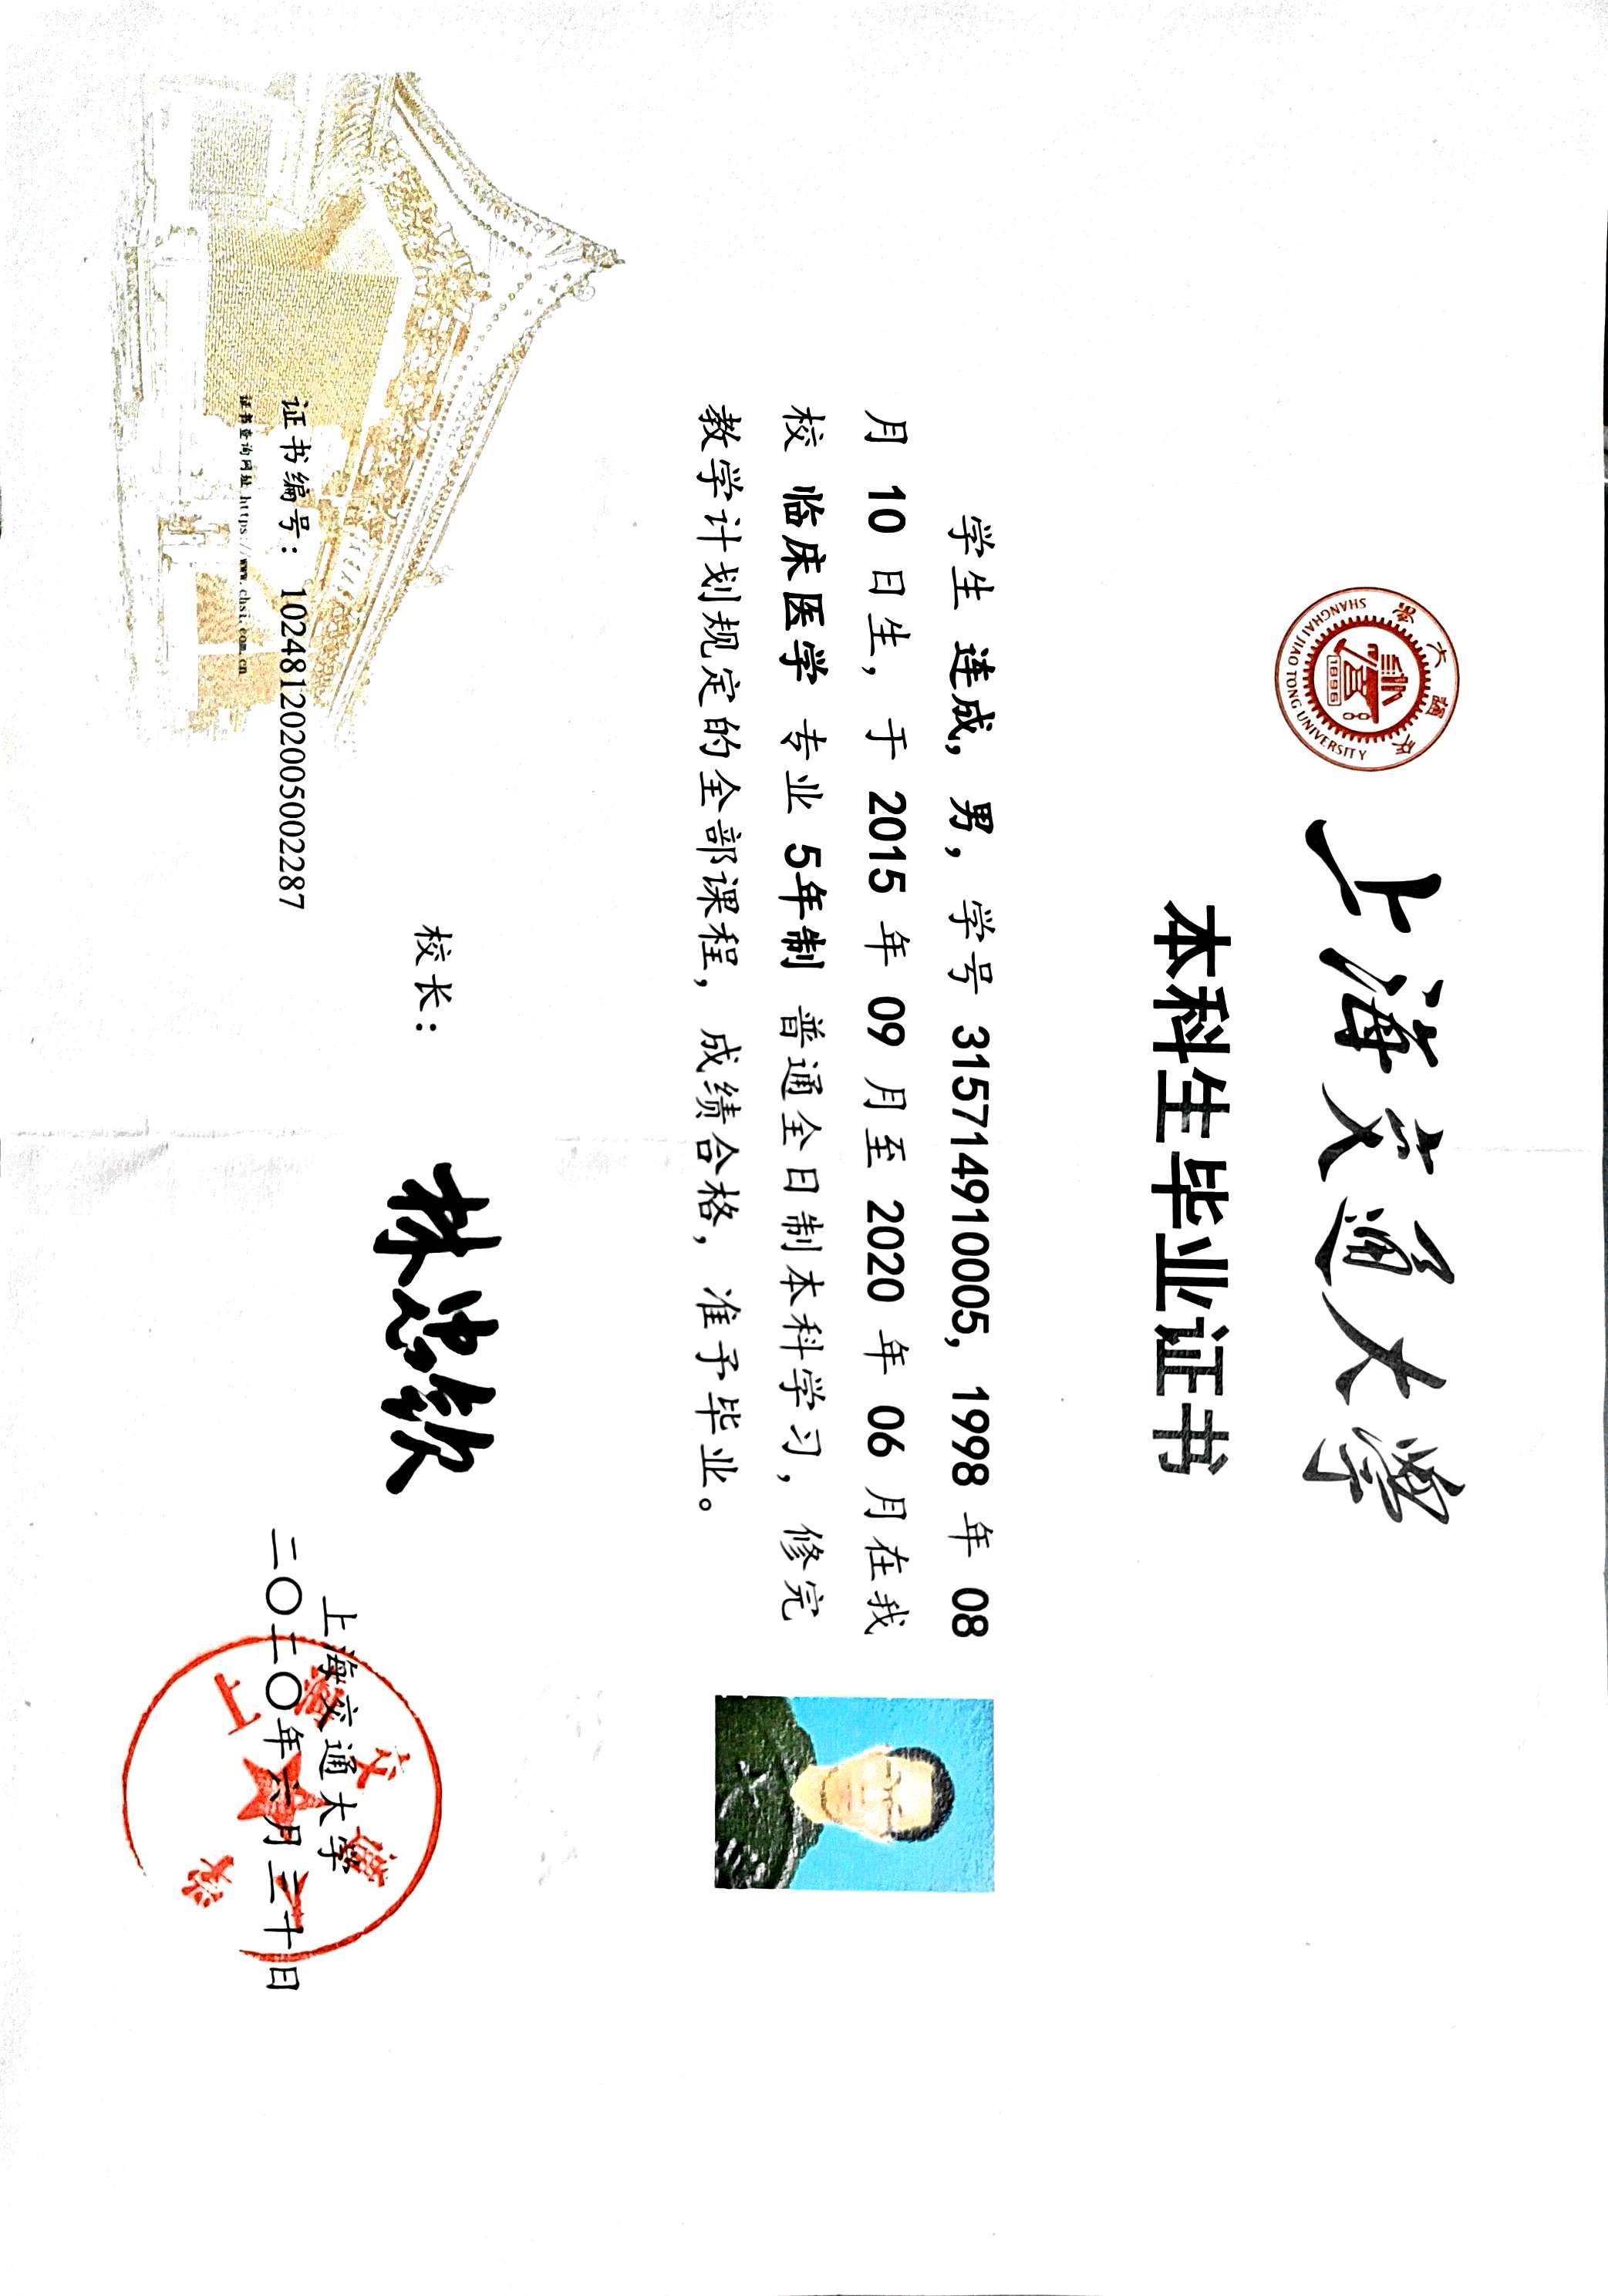 上海交通大學
交通大學
SHANGHAI JIAO TONG UNIVERSITY
1896
本科生毕业证书
学生 连成，男，学号 315714910005，1998 年 08
月 10 日生，于 2015 年 09 月至 2020 年 06 月在我
校 临床医学 专业 5年制 普通全日制本科学习，修完
教学计划规定的全部课程，成绩合格，准予毕业。
校长：
林忠钦
上海交通大学
二〇二〇年六月三十日
上海交通大学
证书编号： 102481202005002287
证书查询网址 https://www.chsi.com.cn